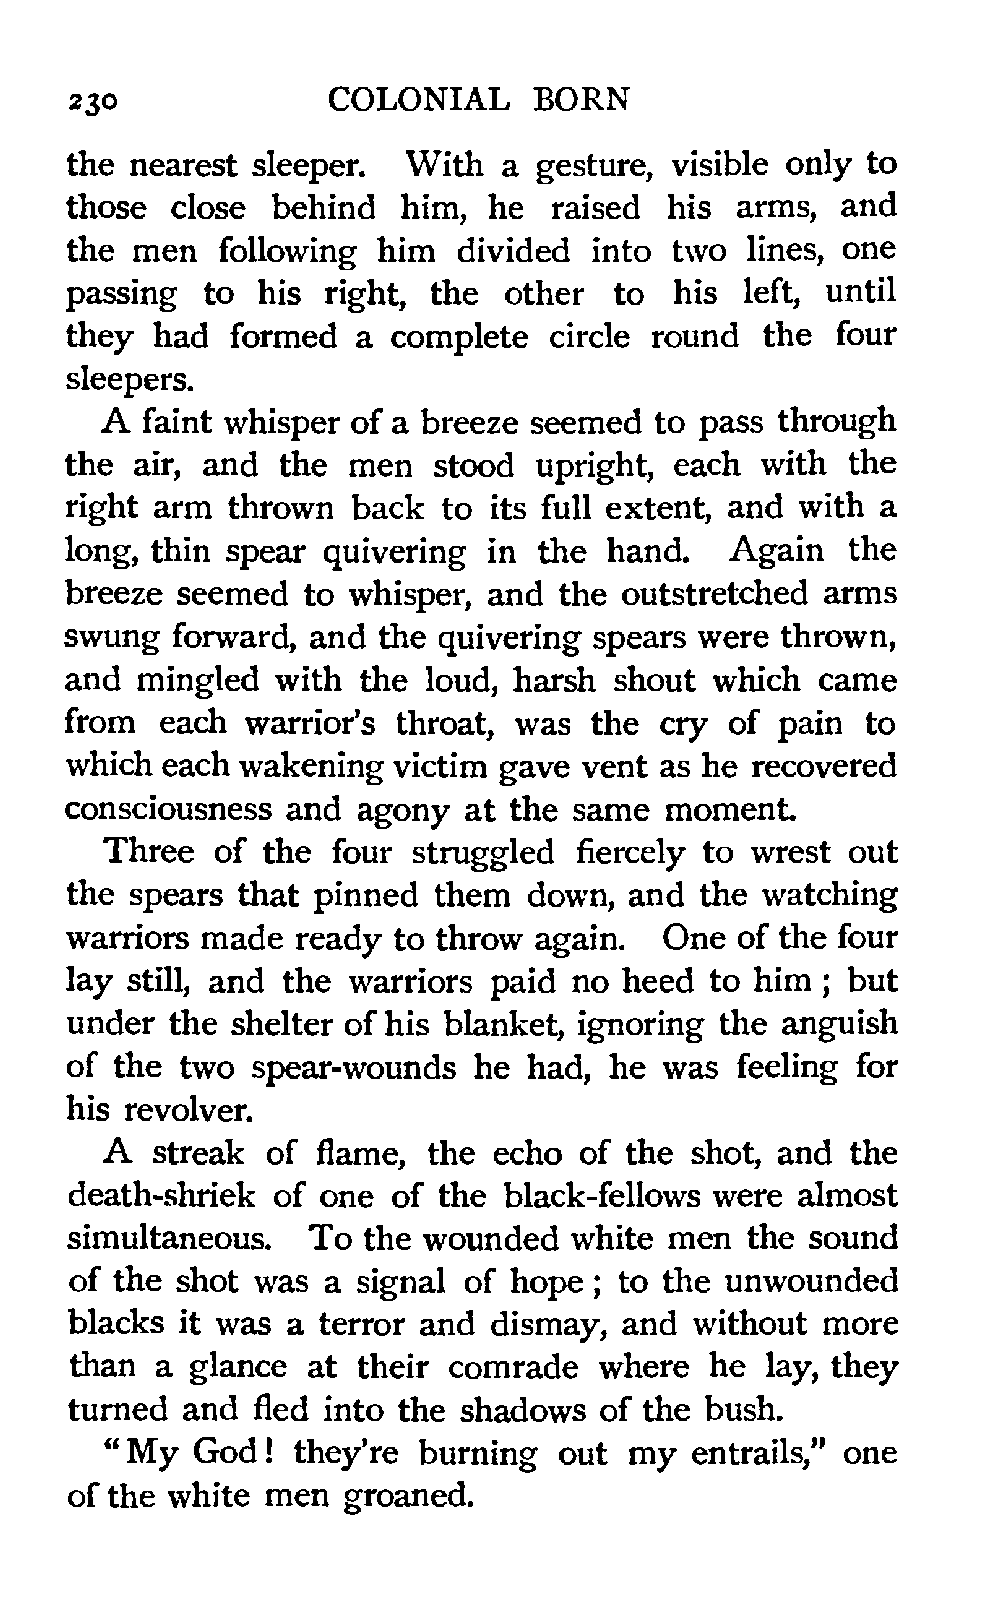 230 COLONIAL BORN
the nearest sleeper. With a gesture, visible only to
those close behind him, he raised his arms, and
the men following him divided into two lines, one
passing to his right, the other to his left, until
they had formed a complete circle round the four
sleepers.
A faint whisper of a breeze seemed to pass through
the air, and the men stood upright, each with the
right arm thrown back to its full extent, and with a
long, thin spear quivering in the hand. Again the
breeze seemed to whisper, and the outstretched arms
swung forward, and the quivering spears were thrown,
and mingled with the loud, harsh shout which came
from each warrior's throat, was the cry of pain to
which each wakening victim gave vent as he recovered
consciousness and agony at the same moment.
Three of the four struggled fiercely to wrest out
the spears that pinned them down, and the watching
warriors made ready to throw again. One of the four
lay still, and the warriors paid no heed to him ; but
under the shelter of his blanket, ignoring the anguish
of the two spear-wounds he had, he was feeling for
his revolver.
A streak of flame, the echo of the shot, and the
death-shriek of one of the black-fellows were almost
simultaneous. To the wounded white men the sound
of the shot was a signal of hope ; to the unwounded
blacks it was a terror and dismay, and without more
than a glance at their comrade where he lay, they
turned and fled into the shadows of the bush.
"My God! they're burning out my entrails," one
of the white men groaned.